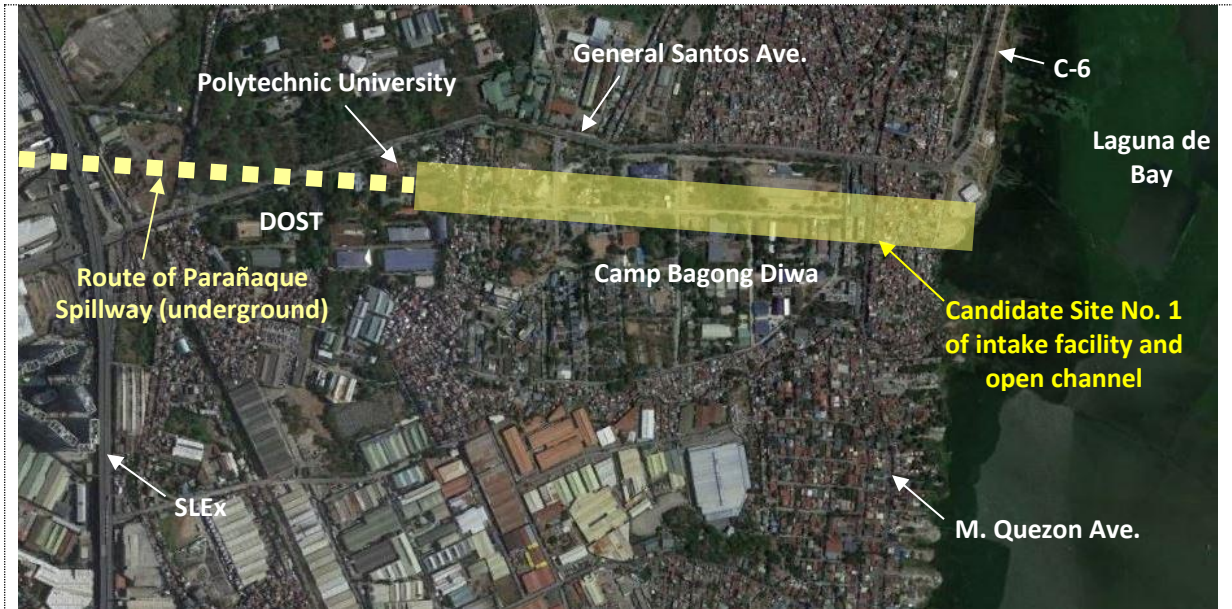 General Santos Ave.
C-6
Polytechnic University
Laguna de
Bay
DOST
Route of Parañaque
Spillway (underground)
Camp Bagong Diwa
Candidate Site No. 1
of intake facility and
open channel
SLEx
M. Quezon Ave.